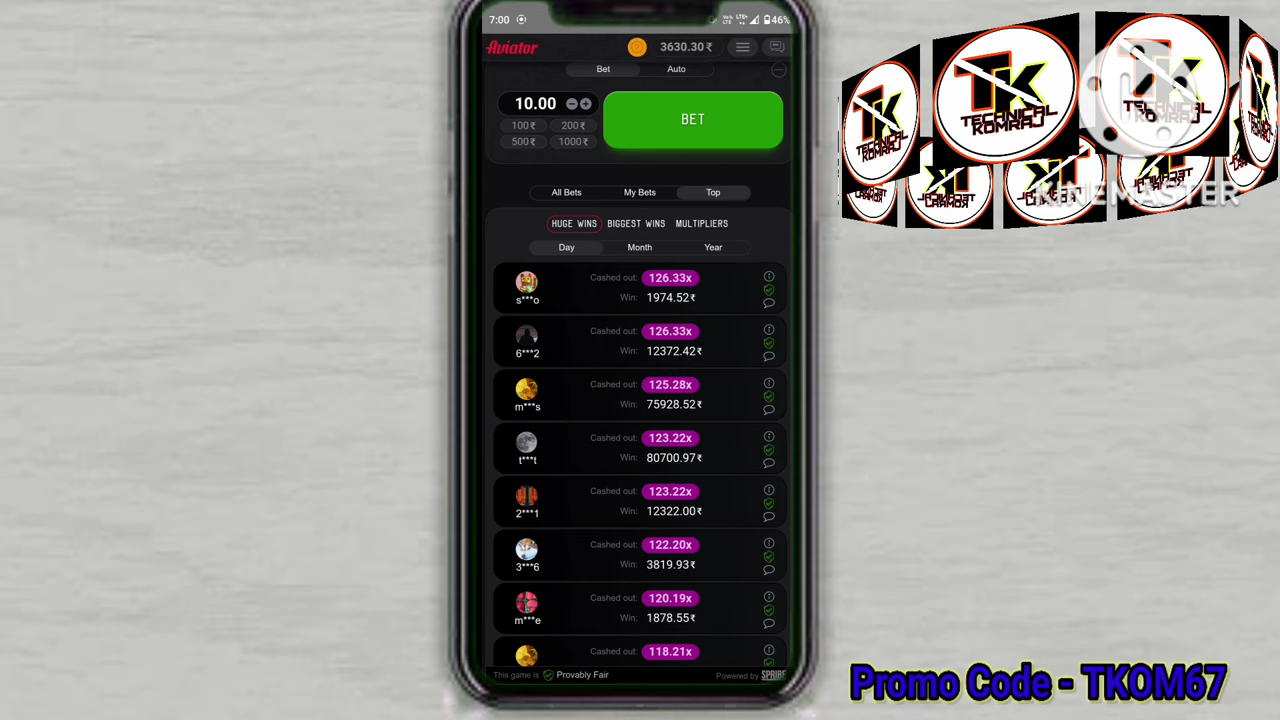 7:00
LTE+
46%
Aviator
3630.30₹
Bet
Auto
10.00
BET
100₹
200₹
500₹
1000₹
All Bets
My Bets
Top
HUGE WINS
BIGGEST WINS
MULTIPLIERS
Day
Month
Year
Cashed out: 126.33x
s***o
Win: 1974.52₹
Cashed out: 126.33x
6***2
Win: 12372.42₹
Cashed out: 125.28x
m***s
Win: 75928.52₹
Cashed out: 123.22x
t***t
Win: 80700.97₹
Cashed out: 123.22x
2***1
Win: 12322.00₹
Cashed out: 122.20x
3***6
Win: 3819.93₹
Cashed out: 120.19x
m***e
Win: 1878.55₹
118.21x
This game is Provably Fair
Powered by SPRIBE
TK
TECHNICAL
KOMRAJ
KINEMASTER
Promo Code - TKOM67